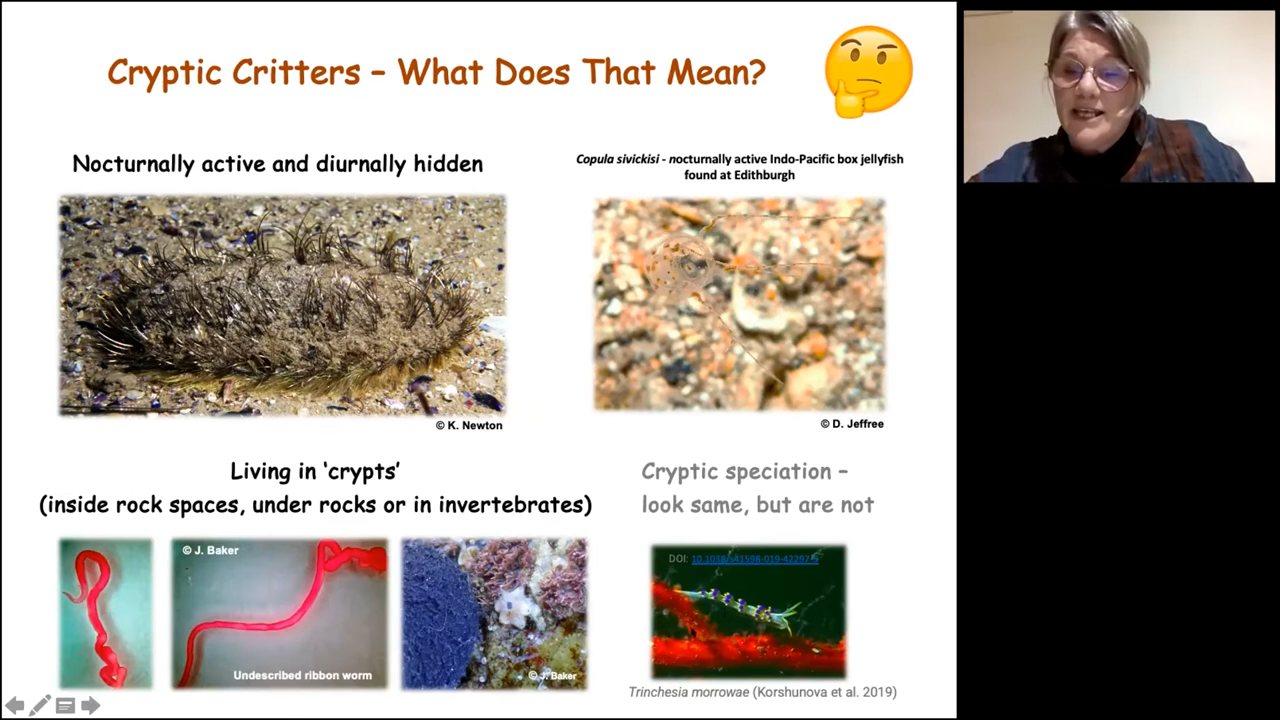 Cryptic Critters – What Does That Mean?
Nocturnally active and diurnally hidden
Copula sivickisi - nocturnally active Indo-Pacific box jellyfish
found at Edithburgh
© K. Newton
© D. Jeffree
Living in ‘crypts’
(inside rock spaces, under rocks or in invertebrates)
Cryptic speciation –
look same, but are not
© J. Baker
Undescribed ribbon worm
© J. Baker
DOI: 10.1038/s41598-019-42297-5
Trinchesia morrowae (Korshunova et al. 2019)